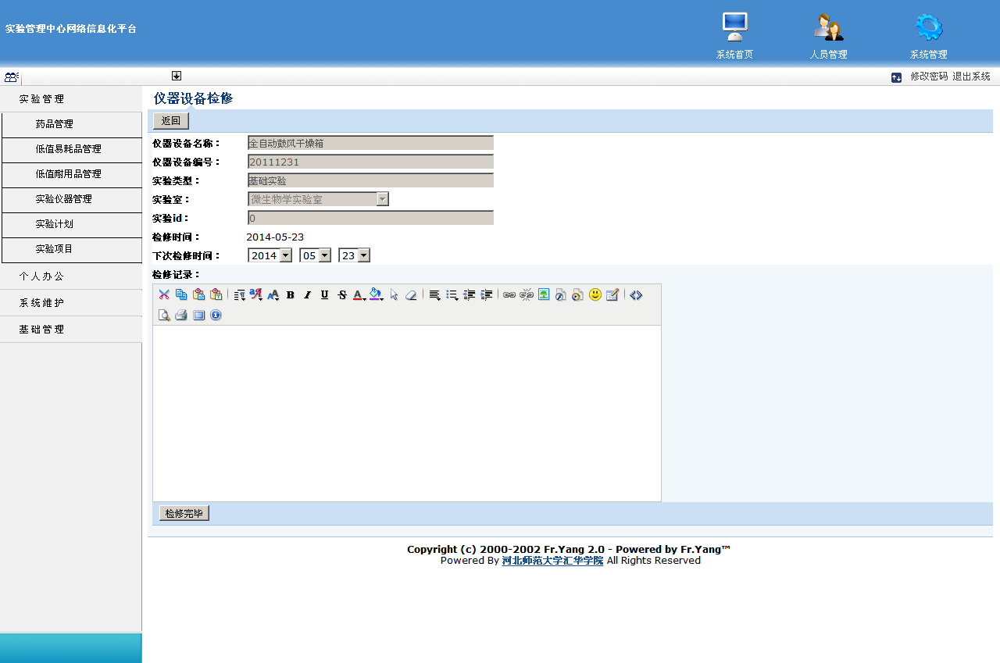 实验管理中心网络信息化平台
系统首页
人员管理
系统管理
修改密码 退出系统
实验管理
药品管理
低值易耗品管理
低值耐用品管理
实验仪器管理
实验计划
实验项目
个人办公
系统维护
基础管理
仪器设备检修
返回
仪器设备名称：
全自动鼓风干燥箱
仪器设备编号：
20111231
实验类型：
基础实验
实验室：
微生物学实验室
实验id：
0
检修时间：
2014-05-23
下次检修时间：
2014 05 23
检修记录：
检修完毕
Copyright (c) 2000-2002 Fr.Yang 2.0 - Powered by Fr.Yang™
Powered By 河北师范大学汇华学院 All Rights Reserved